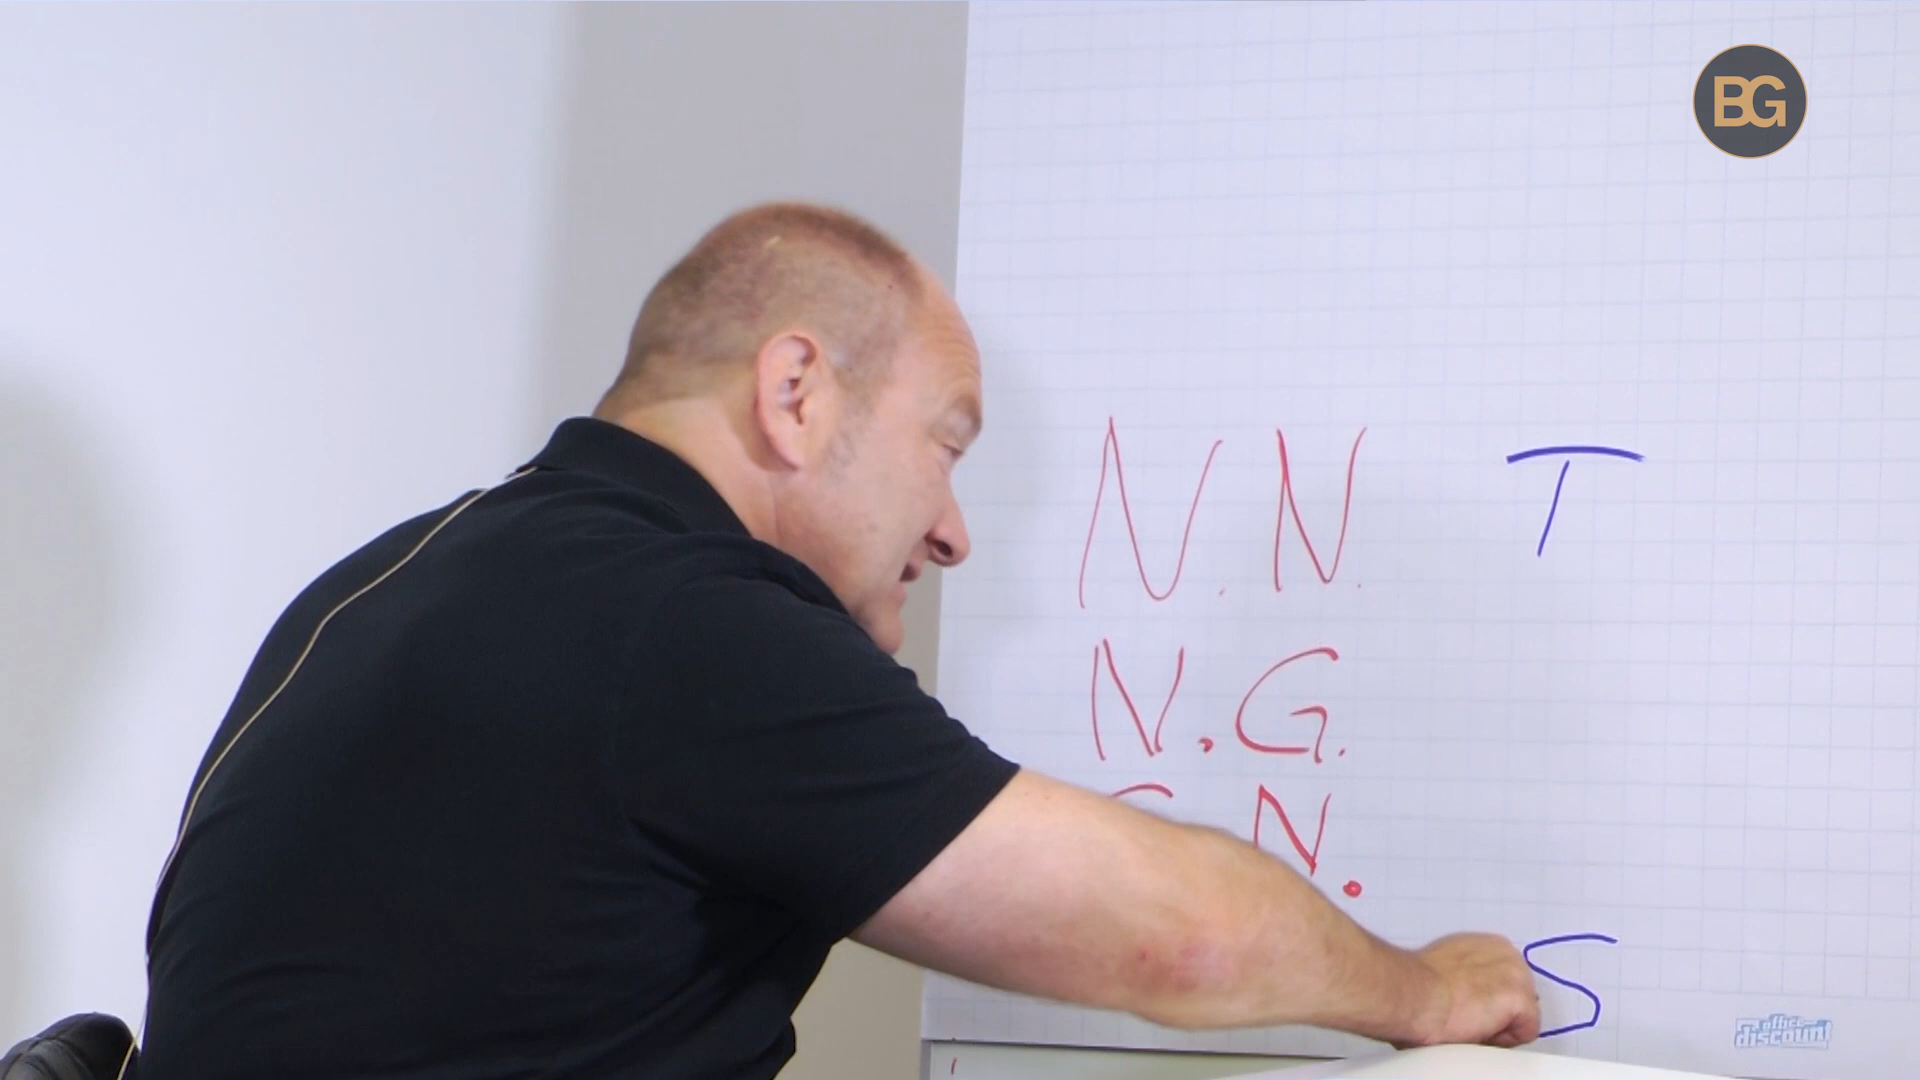 BG
N. N. T
N. G.
N.
S
office discount